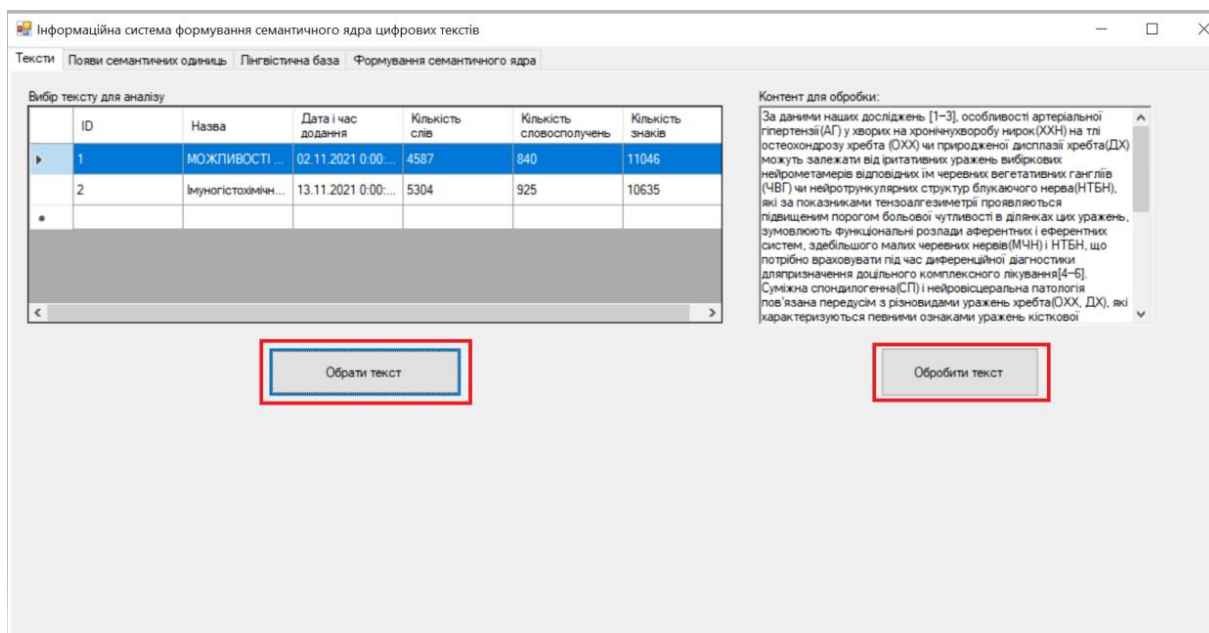 Інформаційна система формування семантичного ядра цифрових текстів
Тексти Появи семантичних одиниць Лінгвістична база Формування семантичного ядра
Вибір тексту для аналізу
ID Назва Дата і час додання Кількість слів Кількість словосполучень Кількість знаків
1 МОЖЛИВОСТІ ... 02.11.2021 0:00:... 4587 840 11046
2 Імуногістохімічн... 13.11.2021 0:00:... 5304 925 10635
Обрати текст
Контент для обробки:
За даними наших досліджень [1–3], особливості артеріальної
гіпертензії(АГ) у хворих на хронічнухворобу нирок(ХХН) на тлі
остеохондрозу хребта (ОХХ) чи природженої дисплазії хребта(ДХ)
можуть залежати від іритативних уражень вибіркових
нейрометамерів відповідних їм черевних вегетативних гангліїв
(ЧВГ) чи нейротрункулярних структур блукаючого нерва(НТБН),
які за показниками тензоалгезиметрії проявляються
підвищеним порогом больової чутливості в ділянках цих уражень,
зумовлюють функціональні розлади аферентних і еферентних
систем, здебільшого малих черевних нервів(МЧН) і НТБН, що
потрібно враховувати під час диференційної діагностики
дляпризначення доцільного комплексного лікування[4–6].
Суміжна спондилогенна(СП) і нейровісцеральна патологія
пов'язана передусім з різновидами уражень хребта(ОХХ, ДХ), які
характеризуються певними ознаками уражень кісткової
Обробити текст